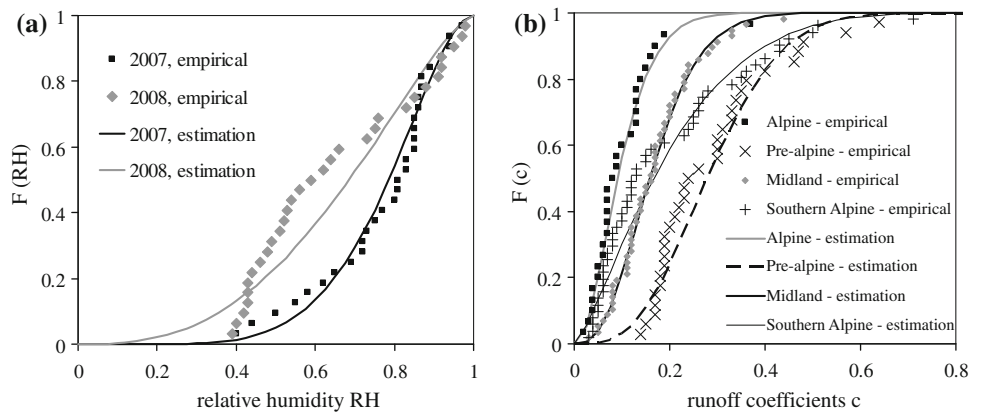 (a)
1
0.8
0.6
0.4
0.2
0
F (RH)
2007, empirical
2008, empirical
2007, estimation
2008, estimation
0
0.2
0.4
0.6
0.8
1
relative humidity RH
(b)
1
0.8
0.6
0.4
0.2
0
F (c)
Alpine - empirical
Pre-alpine - empirical
Midland - empirical
Southern Alpine - empirical
Alpine - estimation
Pre-alpine - estimation
Midland - estimation
Southern Alpine - estimation
0
0.2
0.4
0.6
0.8
runoff coefficients c